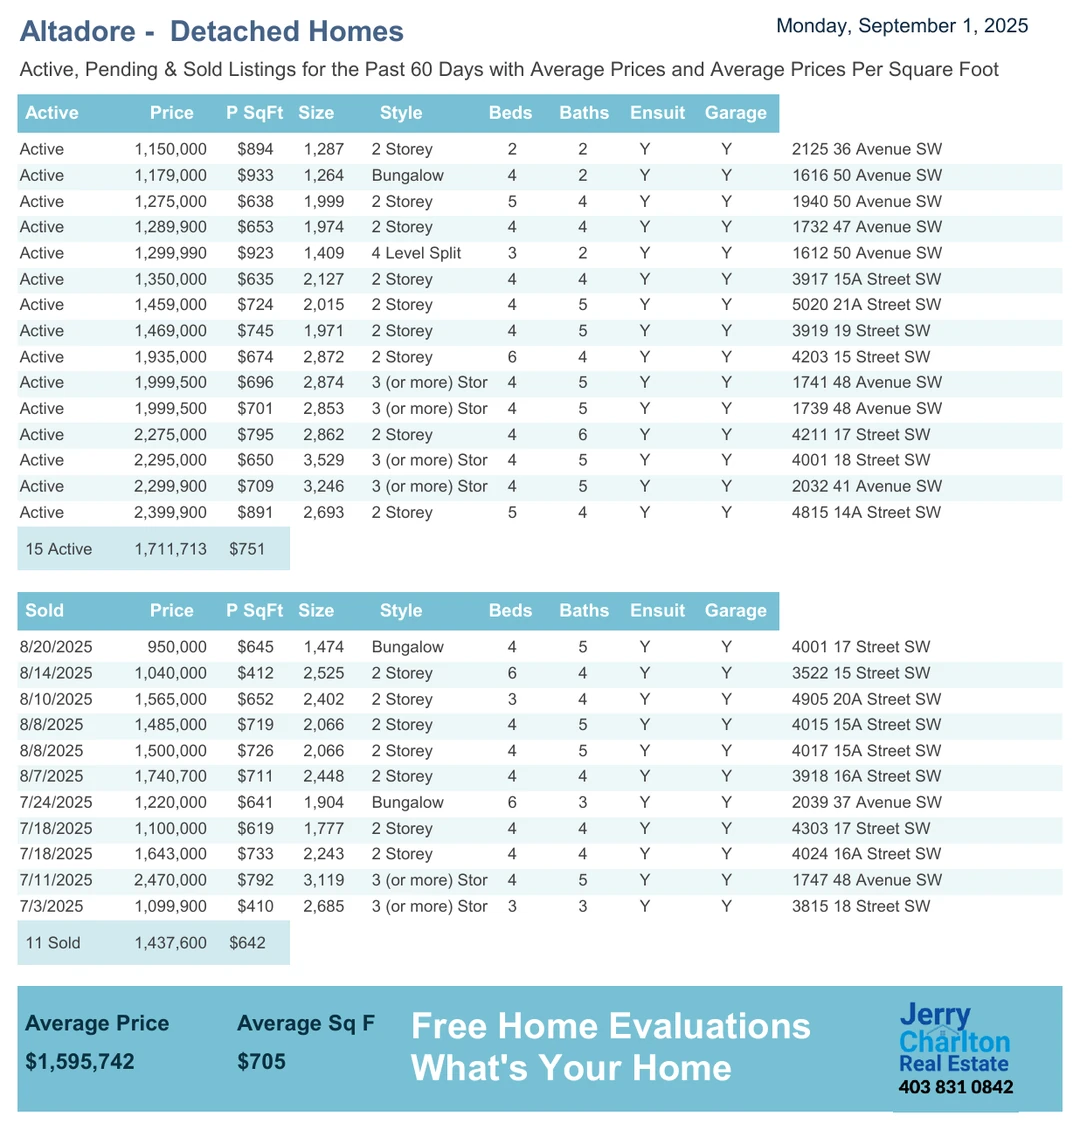 Altadore -  Detached Homes
Monday, September 1, 2025
Active, Pending & Sold Listings for the Past 60 Days with Average Prices and Average Prices Per Square Foot
Active Price P SqFt Size Style Beds Baths Ensuit Garage
Active 1,150,000 $894 1,287 2 Storey 2 2 Y Y 2125 36 Avenue SW
Active 1,179,000 $933 1,264 Bungalow 4 2 Y Y 1616 50 Avenue SW
Active 1,275,000 $638 1,999 2 Storey 5 4 Y Y 1940 50 Avenue SW
Active 1,289,900 $653 1,974 2 Storey 4 4 Y Y 1732 47 Avenue SW
Active 1,299,990 $923 1,409 4 Level Split 3 2 Y Y 1612 50 Avenue SW
Active 1,350,000 $635 2,127 2 Storey 4 4 Y Y 3917 15A Street SW
Active 1,459,000 $724 2,015 2 Storey 4 5 Y Y 5020 21A Street SW
Active 1,469,000 $745 1,971 2 Storey 4 5 Y Y 3919 19 Street SW
Active 1,935,000 $674 2,872 2 Storey 6 4 Y Y 4203 15 Street SW
Active 1,999,500 $696 2,874 3 (or more) Stor 4 5 Y Y 1741 48 Avenue SW
Active 1,999,500 $701 2,853 3 (or more) Stor 4 5 Y Y 1739 48 Avenue SW
Active 2,275,000 $795 2,862 2 Storey 4 6 Y Y 4211 17 Street SW
Active 2,295,000 $650 3,529 3 (or more) Stor 4 5 Y Y 4001 18 Street SW
Active 2,299,900 $709 3,246 3 (or more) Stor 4 5 Y Y 2032 41 Avenue SW
Active 2,399,900 $891 2,693 2 Storey 5 4 Y Y 4815 14A Street SW
15 Active 1,711,713 $751
Sold Price P SqFt Size Style Beds Baths Ensuit Garage
8/20/2025 950,000 $645 1,474 Bungalow 4 5 Y Y 4001 17 Street SW
8/14/2025 1,040,000 $412 2,525 2 Storey 6 4 Y Y 3522 15 Street SW
8/10/2025 1,565,000 $652 2,402 2 Storey 3 4 Y Y 4905 20A Street SW
8/8/2025 1,485,000 $719 2,066 2 Storey 4 5 Y Y 4015 15A Street SW
8/8/2025 1,500,000 $726 2,066 2 Storey 4 5 Y Y 4017 15A Street SW
8/7/2025 1,740,700 $711 2,448 2 Storey 4 4 Y Y 3918 16A Street SW
7/24/2025 1,220,000 $641 1,904 Bungalow 6 3 Y Y 2039 37 Avenue SW
7/18/2025 1,100,000 $619 1,777 2 Storey 4 4 Y Y 4303 17 Street SW
7/18/2025 1,643,000 $733 2,243 2 Storey 4 4 Y Y 4024 16A Street SW
7/11/2025 2,470,000 $792 3,119 3 (or more) Stor 4 5 Y Y 1747 48 Avenue SW
7/3/2025 1,099,900 $410 2,685 3 (or more) Stor 3 3 Y Y 3815 18 Street SW
11 Sold 1,437,600 $642
Average Price Average Sq F
$1,595,742 $705
Free Home Evaluations
What's Your Home
Jerry
Charlton
Real Estate
403 831 0842